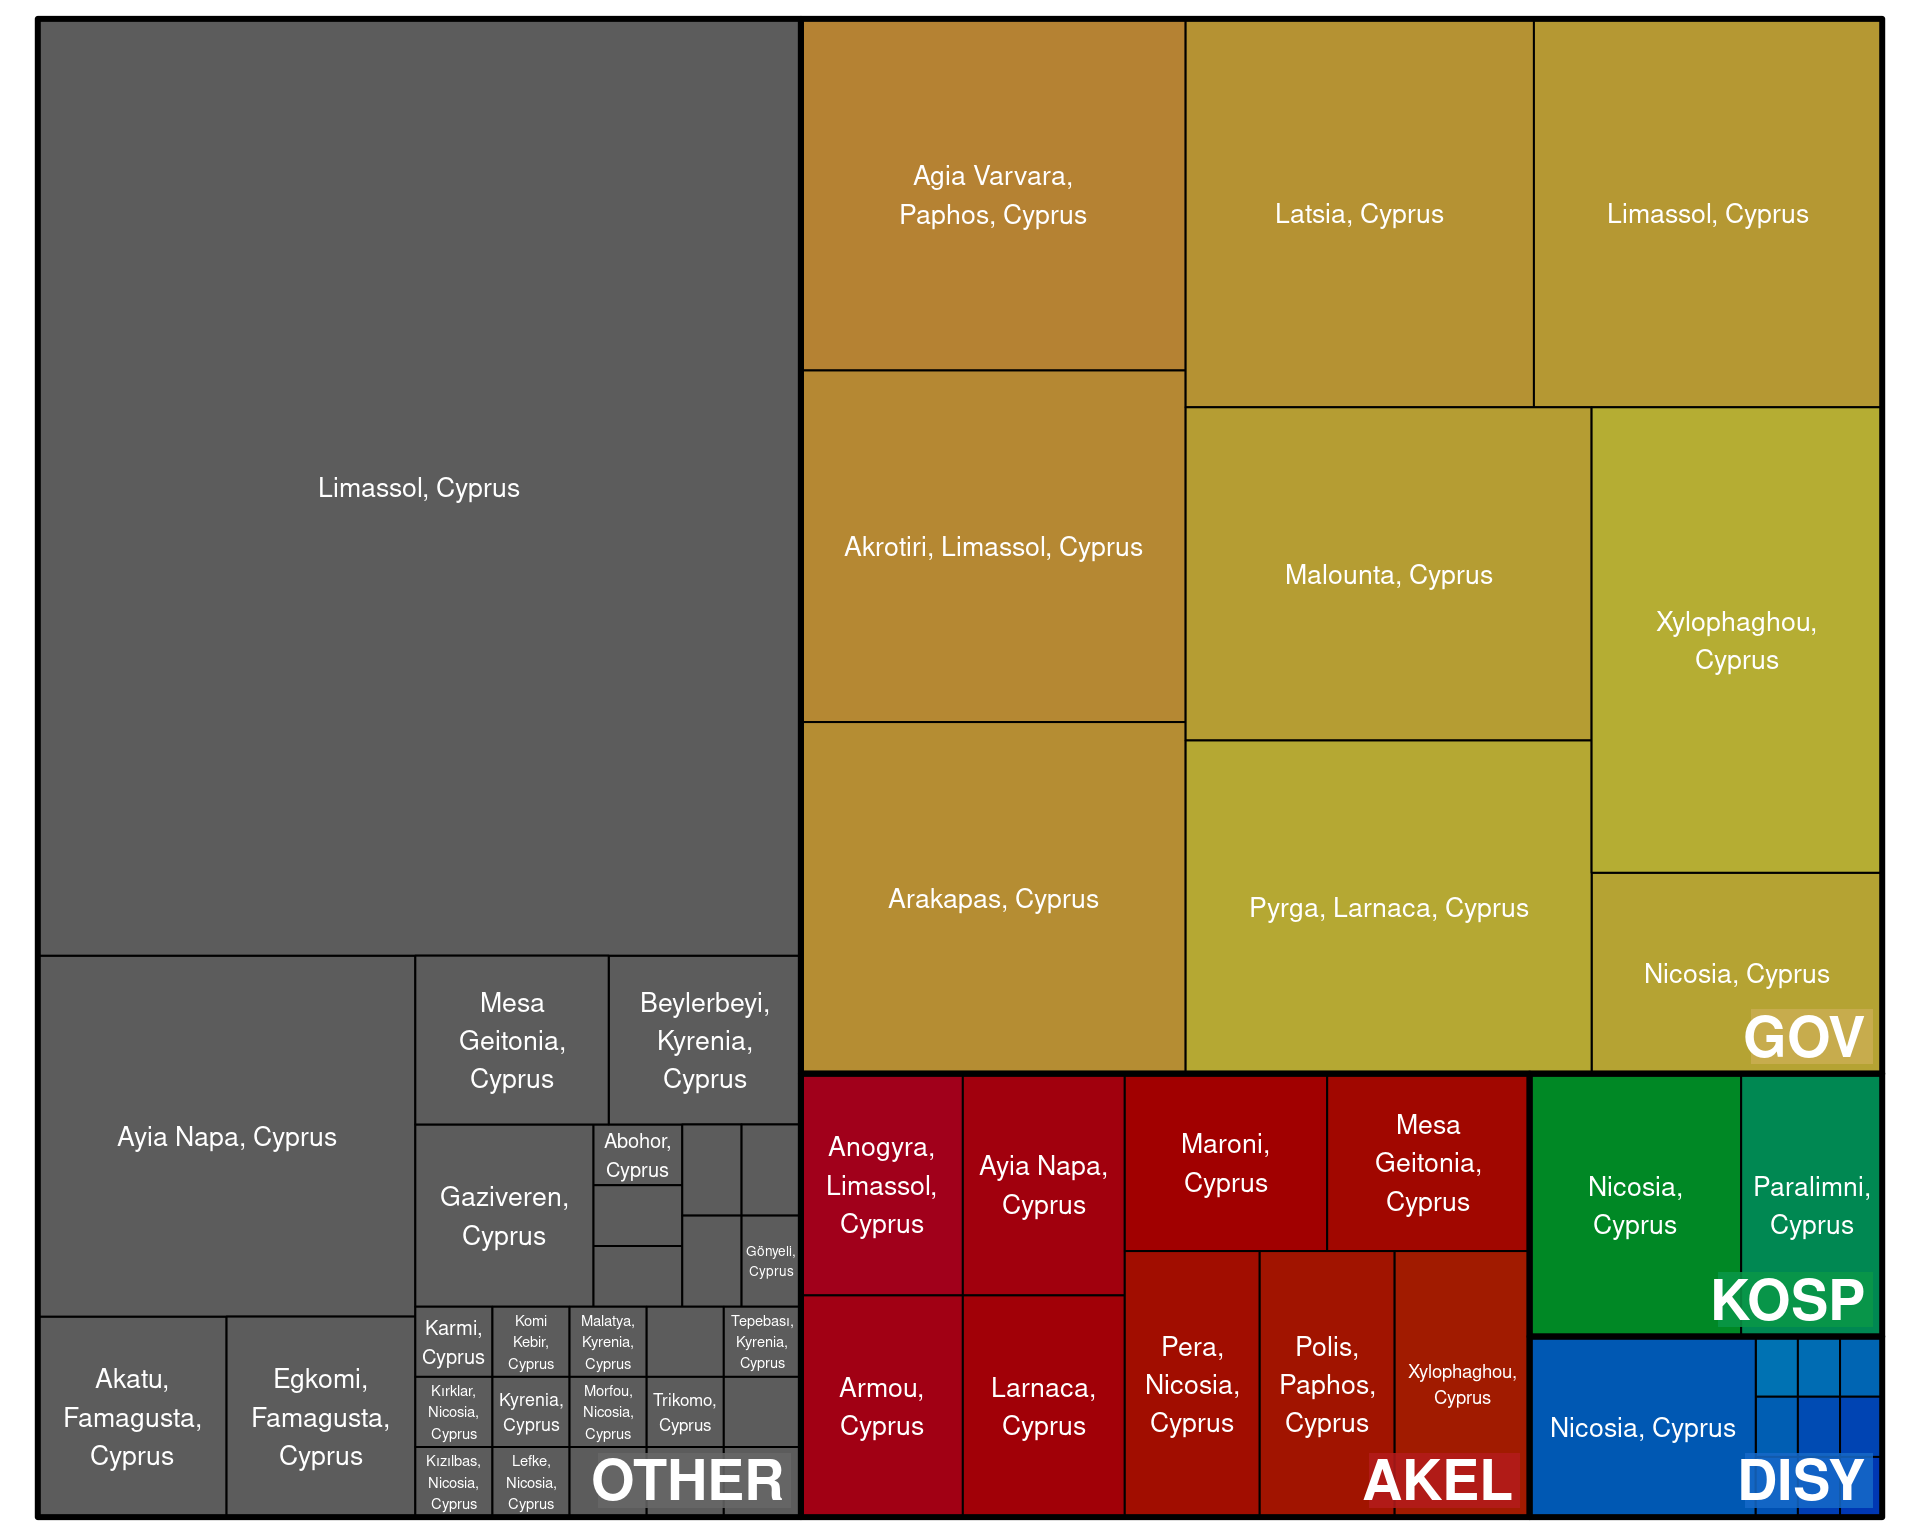 Limassol, Cyprus
Ayia Napa, Cyprus
Akatu,
Famagusta,
Cyprus
Egkomi,
Famagusta,
Cyprus
Mesa
Geitonia,
Cyprus
Beylerbeyi,
Kyrenia,
Cyprus
Gaziveren,
Cyprus
Abohor,
Cyprus
Gönyeli,
Cyprus
Karmi,
Cyprus
Komi
Kebir,
Cyprus
Malatya,
Kyrenia,
Cyprus
Tepebası,
Kyrenia,
Cyprus
Kırklar,
Nicosia,
Cyprus
Kyrenia,
Cyprus
Morfou,
Nicosia,
Cyprus
Trikomo,
Cyprus
Kızılbas,
Nicosia,
Cyprus
Lefke,
Nicosia,
Cyprus
OTHER
Agia Varvara,
Paphos, Cyprus
Latsia, Cyprus
Limassol, Cyprus
Akrotiri, Limassol, Cyprus
Malounta, Cyprus
Xylophaghou,
Cyprus
Arakapas, Cyprus
Pyrga, Larnaca, Cyprus
Nicosia, Cyprus
GOV
Anogyra,
Limassol,
Cyprus
Ayia Napa,
Cyprus
Maroni,
Cyprus
Mesa
Geitonia,
Cyprus
Armou,
Cyprus
Larnaca,
Cyprus
Pera,
Nicosia,
Cyprus
Polis,
Paphos,
Cyprus
Xylophaghou,
Cyprus
AKEL
Nicosia,
Cyprus
Paralimni,
Cyprus
KOSP
Nicosia, Cyprus
DISY